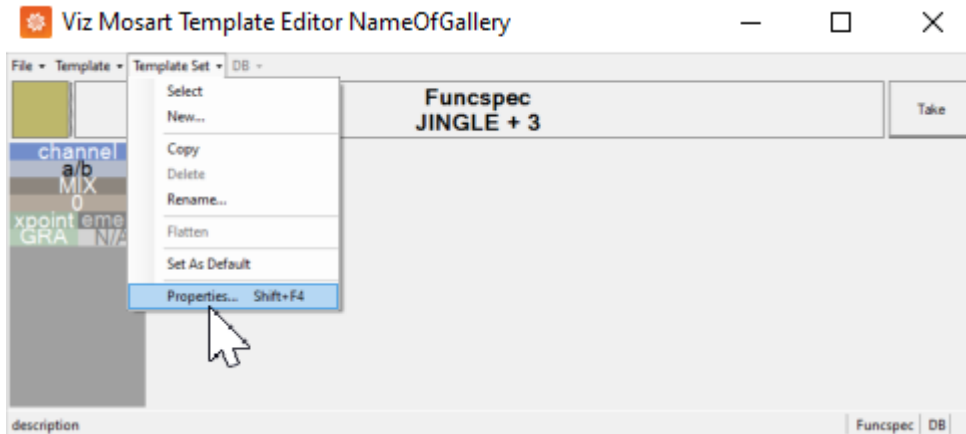 Viz Mosart Template Editor NameOfGallery
File Template Template Set DB
Select
New...
Copy
Delete
Rename...
Flatten
Set As Default
Properties... Shift+F4
Funcspec
JINGLE + 3
Take
channel
a/b
MIX
0
xpoint eme
GRA N/A
description
Funcspec DB